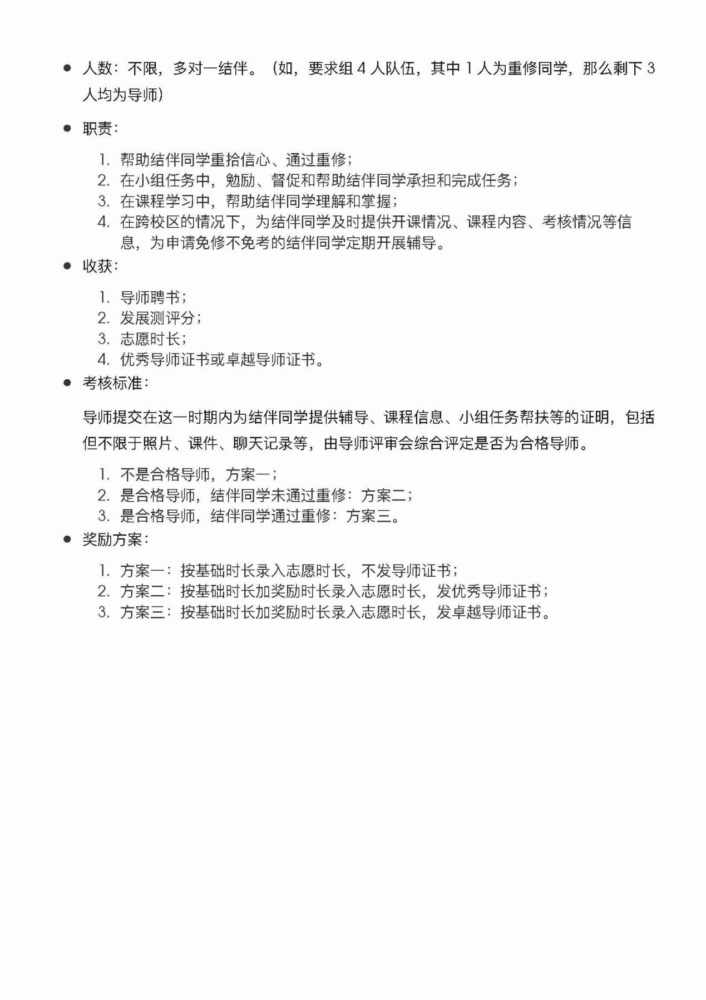 ● 人数：不限，多对一结伴。（如，要求组 4 人队伍，其中 1 人为重修同学，那么剩下 3
人均为导师）
● 职责：
1. 帮助结伴同学重拾信心、通过重修；
2. 在小组任务中，勉励、督促和帮助结伴同学承担和完成任务；
3. 在课程学习中，帮助结伴同学理解和掌握；
4. 在跨校区的情况下，为结伴同学及时提供开课情况、课程内容、考核情况等信
息，为申请免修不免考的结伴同学定期开展辅导。
● 收获：
1. 导师聘书；
2. 发展测评分；
3. 志愿时长；
4. 优秀导师证书或卓越导师证书。
● 考核标准：
导师提交在这一时期内为结伴同学提供辅导、课程信息、小组任务帮扶等的证明，包括
但不限于照片、课件、聊天记录等，由导师评审会综合评定是否为合格导师。
1. 不是合格导师，方案一；
2. 是合格导师，结伴同学未通过重修：方案二；
3. 是合格导师，结伴同学通过重修：方案三。
● 奖励方案：
1. 方案一：按基础时长录入志愿时长，不发导师证书；
2. 方案二：按基础时长加奖励时长录入志愿时长，发优秀导师证书；
3. 方案三：按基础时长加奖励时长录入志愿时长，发卓越导师证书。